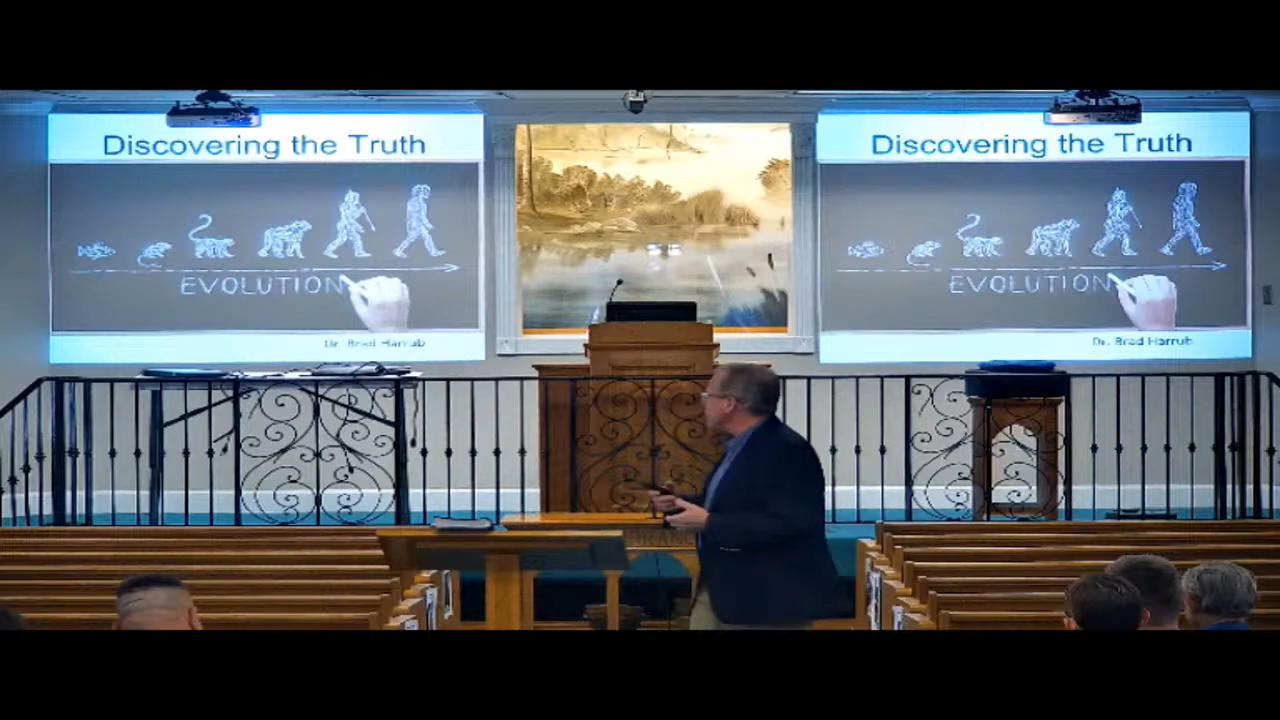 Discovering the Truth
EVOLUTION
Dr. Brad Harrub
Discovering the Truth
EVOLUTION
Dr. Brad Harrub